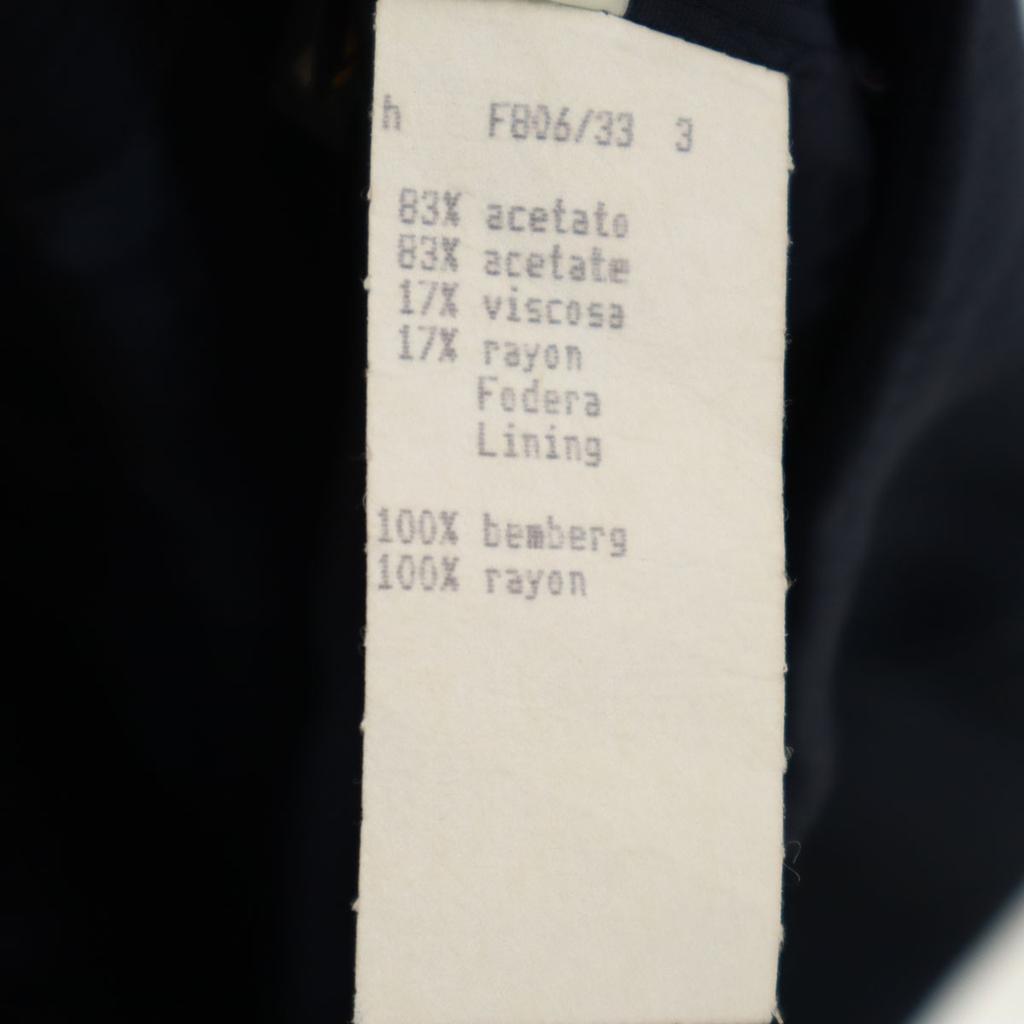 h F806/33 3
83% acetato
83% acetate
17% viscosa
17% rayon
Fodera
Lining
100% bemberg
100% rayon